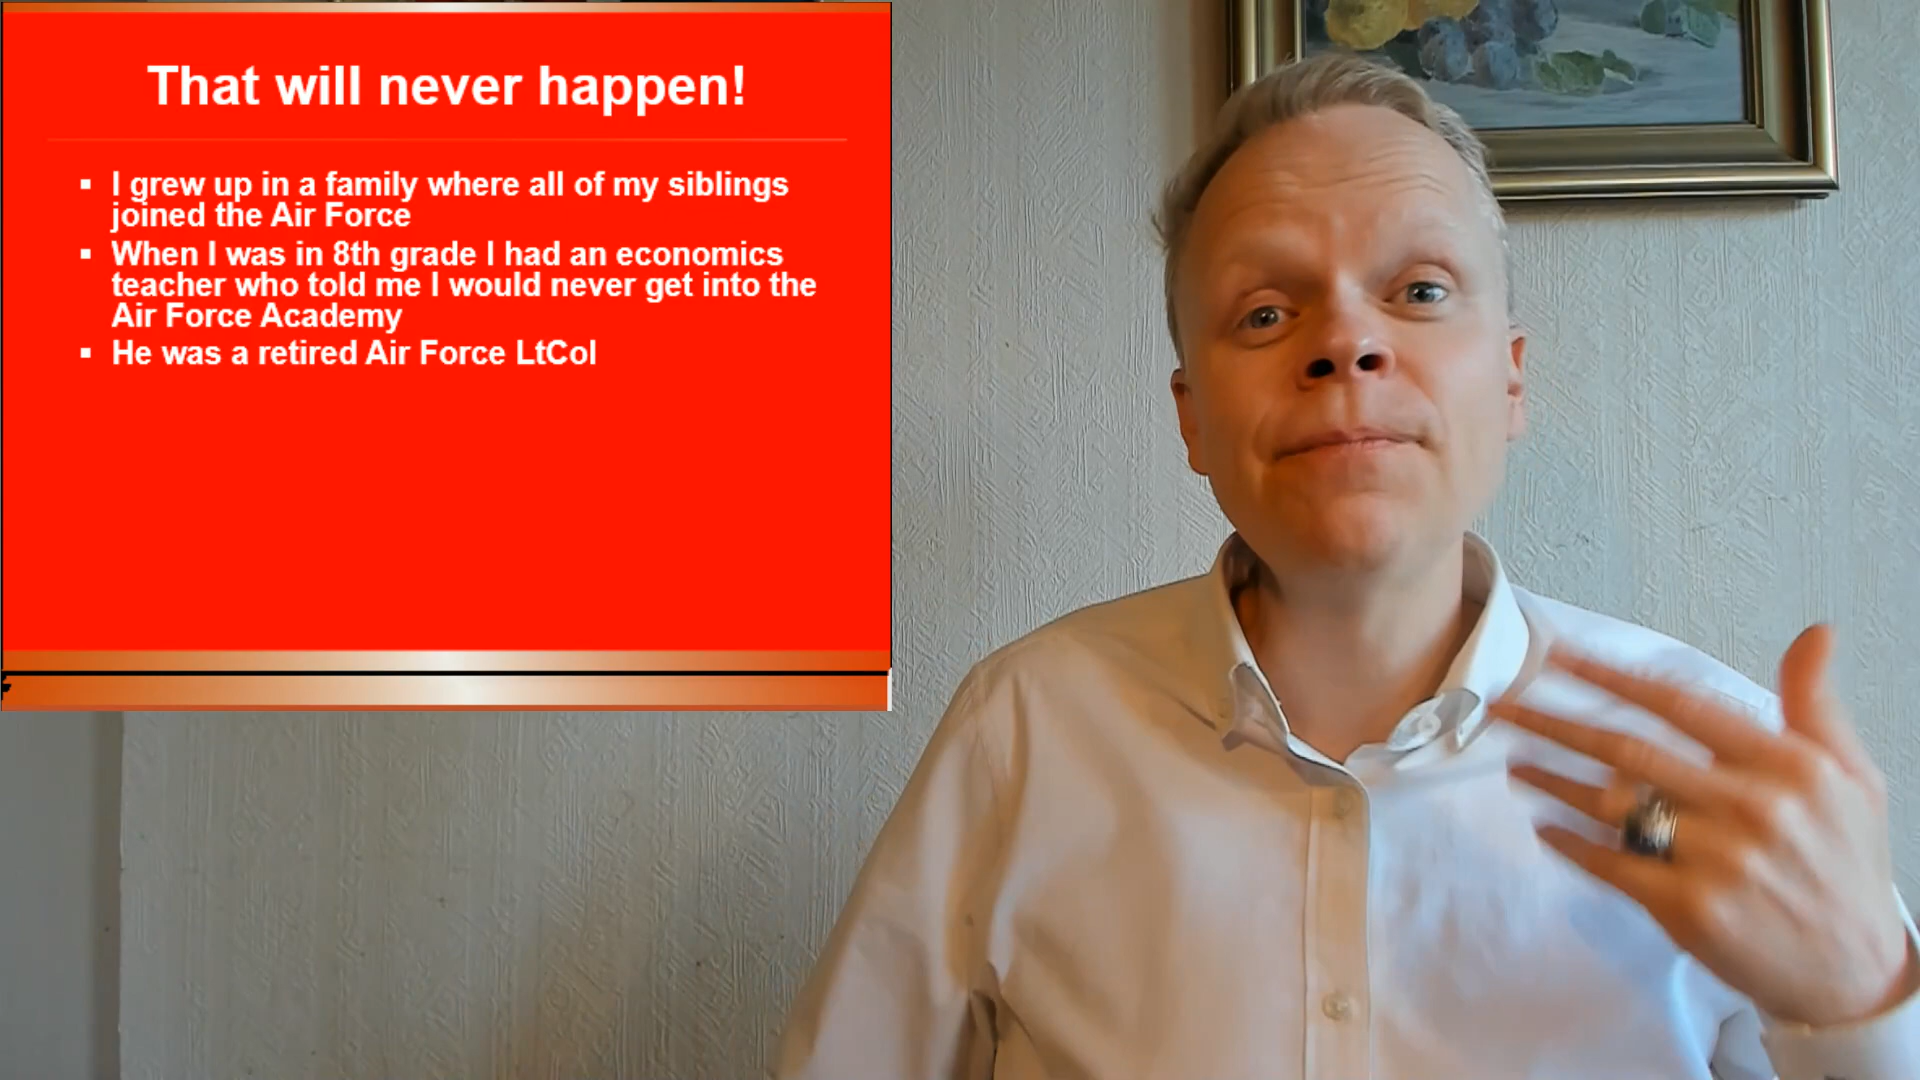 That will never happen!
▪ I grew up in a family where all of my siblings
joined the Air Force
▪ When I was in 8th grade I had an economics
teacher who told me I would never get into the
Air Force Academy
▪ He was a retired Air Force LtCol